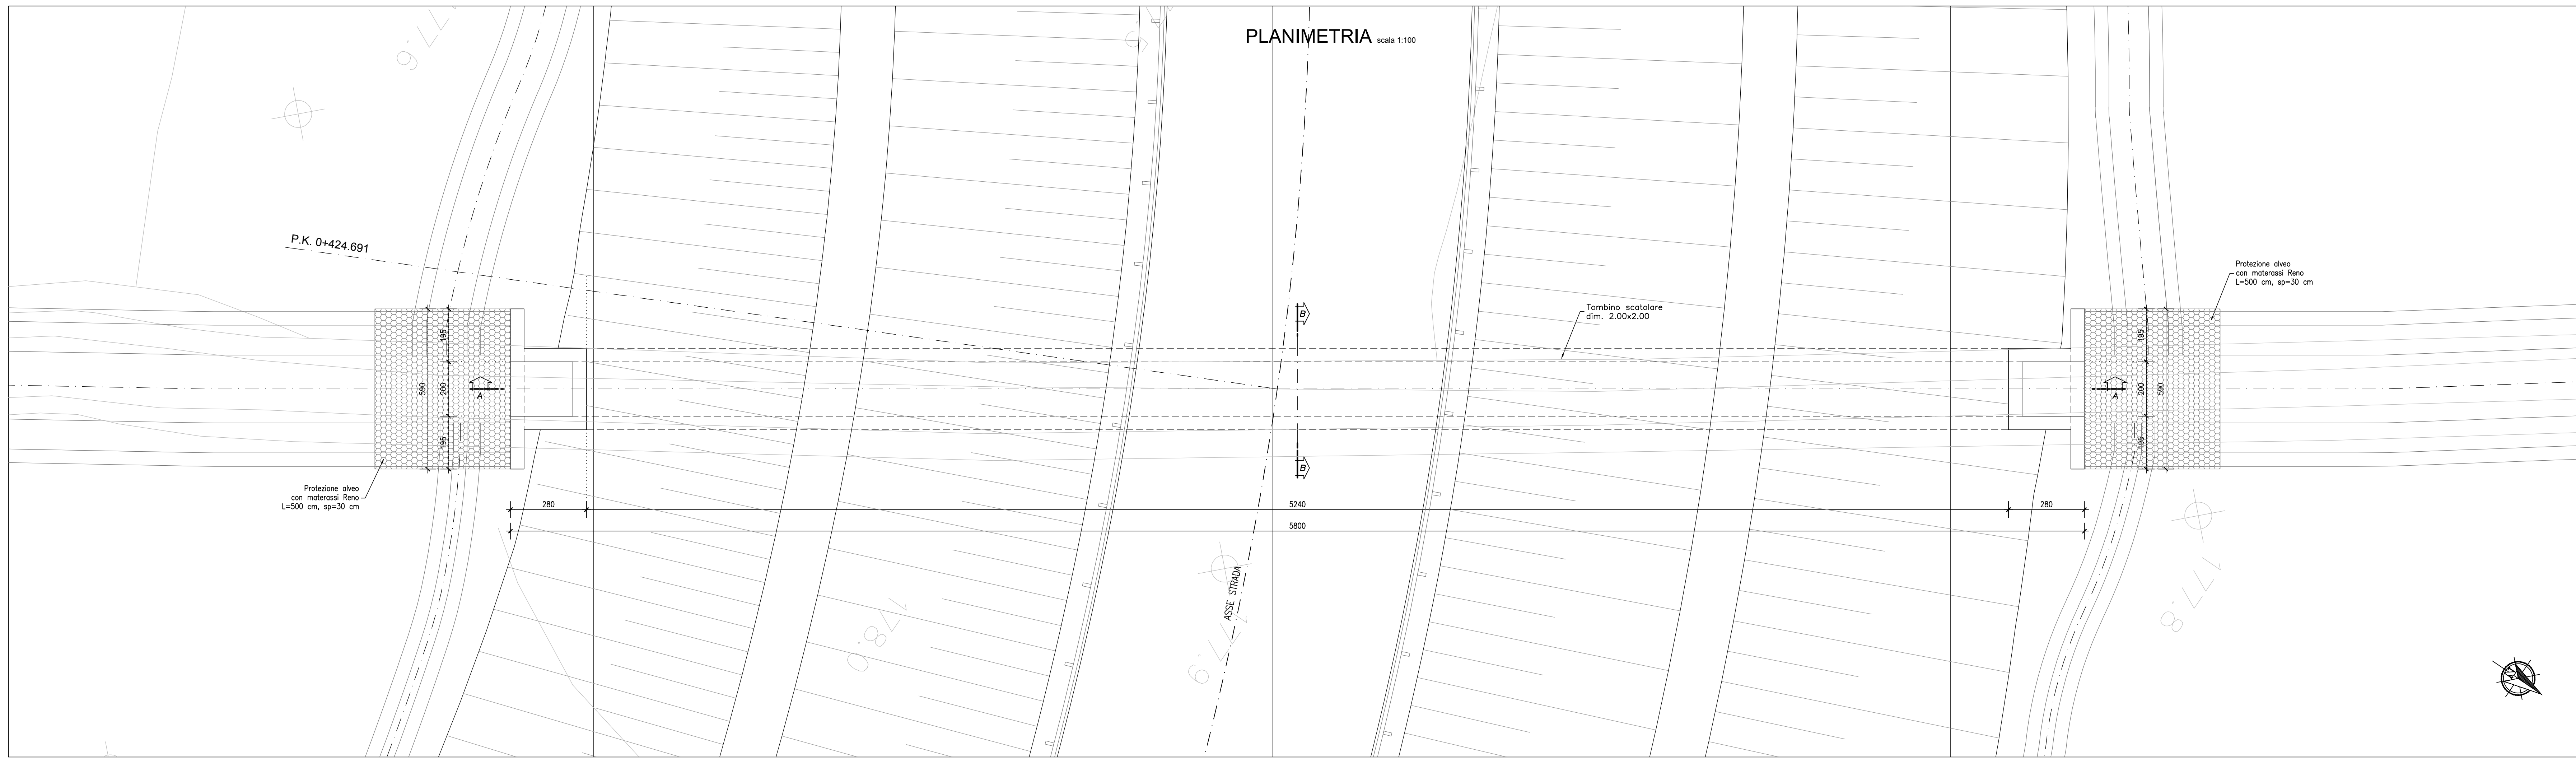 PLANIMETRIA scala 1:100
P.K. 0+424.691
Protezione alveo
con materassi Reno
L=500 cm, sp=30 cm
Tombino scatolare
dim. 2.00x2.00
B
B
195
200
195
590
A
195
200
195
590
A
Protezione alveo
con materassi Reno
L=500 cm, sp=30 cm
280
5240
280
5800
ASSE STRADA